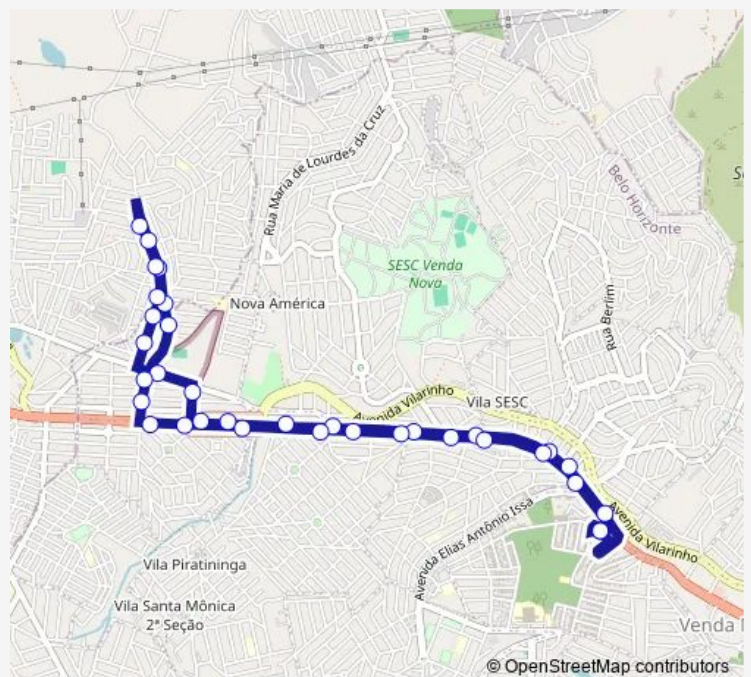 Rua Maria de Lourdes da Cruz
Belo Horizonte
SESC Venda
Nova
Nova América
Rua Berlim
Avenida Vilarinho
Vila SESC
Avenida Elias Antônio Issa
Avenida Vilarinho
Vila Piratininga
Vila Santa Mônica
2ª Seção
Venda
© OpenStreetMap contributors